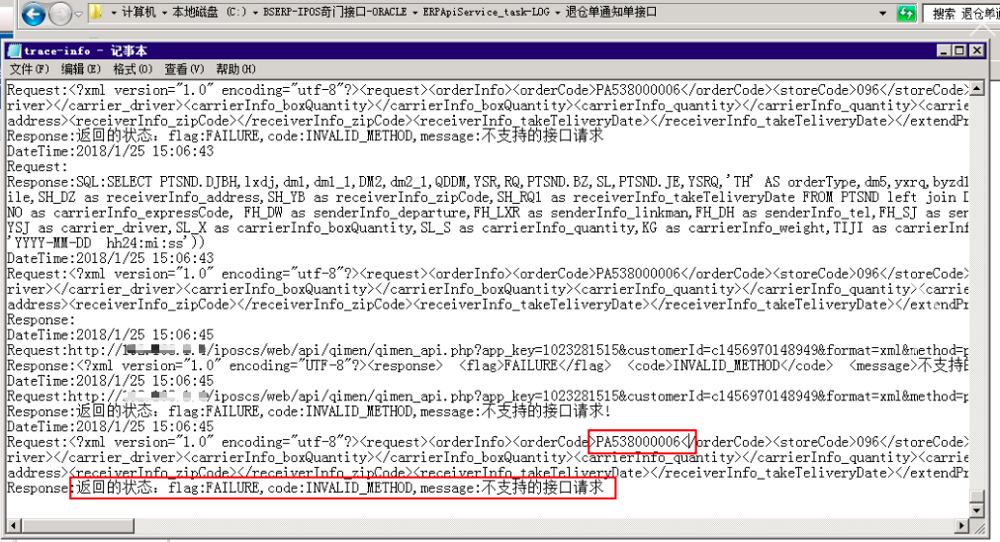 计算机 本地磁盘 (C:) BSERP-IPOS奇门接口-ORACLE ERPApiService_task-LOG 退仓单通知单接口
搜索 退仓单通
trace-info - 记事本
文件(F) 编辑(E) 格式(O) 查看(V) 帮助(H)
Request:<?xml version="1.0" encoding="utf-8"?><request><orderInfo><orderCode>PA538000006</orderCode><storeCode>096</storeCode>
river></carrier_driver><carrierInfo_boxQuantity></carrierInfo_boxQuantity><carrierInfo_quantity></carrierInfo_quantity><carrie
address><receiverInfo_zipCode></receiverInfo_zipCode><receiverInfo_takeTeliveryDate></receiverInfo_takeTeliveryDate></extendPr
Response:返回的状态: flag:FAILURE,code:INVALID_METHOD,message:不支持的接口请求
DateTime:2018/1/25 15:06:43
Request:
Response:SQL:SELECT PTSND.DJBH,lxdj,dm1,dm1_1,DM2,dm2_1,QDDM,YSR,RQ,PTSND.BZ,SL,PTSND.JE,YSRQ,'TH' AS orderType,dm5,yxrq,byzd1
ile,SH_DZ as receiverInfo_address,SH_YB as receiverInfo_zipCode,SH_RQ1 as receiverInfo_takeTeliveryDate FROM PTSND left join D
NO as carrierInfo_expressCode, FH_DW as senderInfo_departure,FH_LXR as senderInfo_linkman,FH_DH as senderInfo_tel,FH_SJ as sen
YSJ as carrier_driver,SL_X as carrierInfo_boxQuantity,SL_S as carrierInfo_quantity,KG as carrierInfo_weight,TIJI as carrierInf
'YYYY-MM-DD hh24:mi:ss'))
DateTime:2018/1/25 15:06:43
Request:<?xml version="1.0" encoding="utf-8"?><request><orderInfo><orderCode>PA538000006</orderCode><storeCode>096</storeCode>
river></carrier_driver><carrierInfo_boxQuantity></carrierInfo_boxQuantity><carrierInfo_quantity></carrierInfo_quantity><carrie
address><receiverInfo_zipCode></receiverInfo_zipCode><receiverInfo_takeTeliveryDate></receiverInfo_takeTeliveryDate></extendPr
Response:
DateTime:2018/1/25 15:06:45
Request:http:///iposcs/web/api/qimen/qimen_api.php?app_key=1023281515&customerId=c1456970148949&format=xml&method=p
Response:<?xml version="1.0" encoding="UTF-8"?><response> <flag>FAILURE</flag> <code>INVALID_METHOD</code> <message>不支持的
DateTime:2018/1/25 15:06:45
Request:http:///iposcs/web/api/qimen/qimen_api.php?app_key=1023281515&customerId=c1456970148949&format=xml&method=p
Response:返回的状态: flag:FAILURE,code:INVALID_METHOD,message:不支持的接口请求!
DateTime:2018/1/25 15:06:45
Request:<?xml version="1.0" encoding="utf-8"?><request><orderInfo><orderCode>PA538000006</orderCode><storeCode>096</storeCode>
river></carrier_driver><carrierInfo_boxQuantity></carrierInfo_boxQuantity><carrierInfo_quantity></carrierInfo_quantity><carrie
address><receiverInfo_zipCode></receiverInfo_zipCode><receiverInfo_takeTeliveryDate></receiverInfo_takeTeliveryDate></extendPr
Response:返回的状态: flag:FAILURE,code:INVALID_METHOD,message:不支持的接口请求